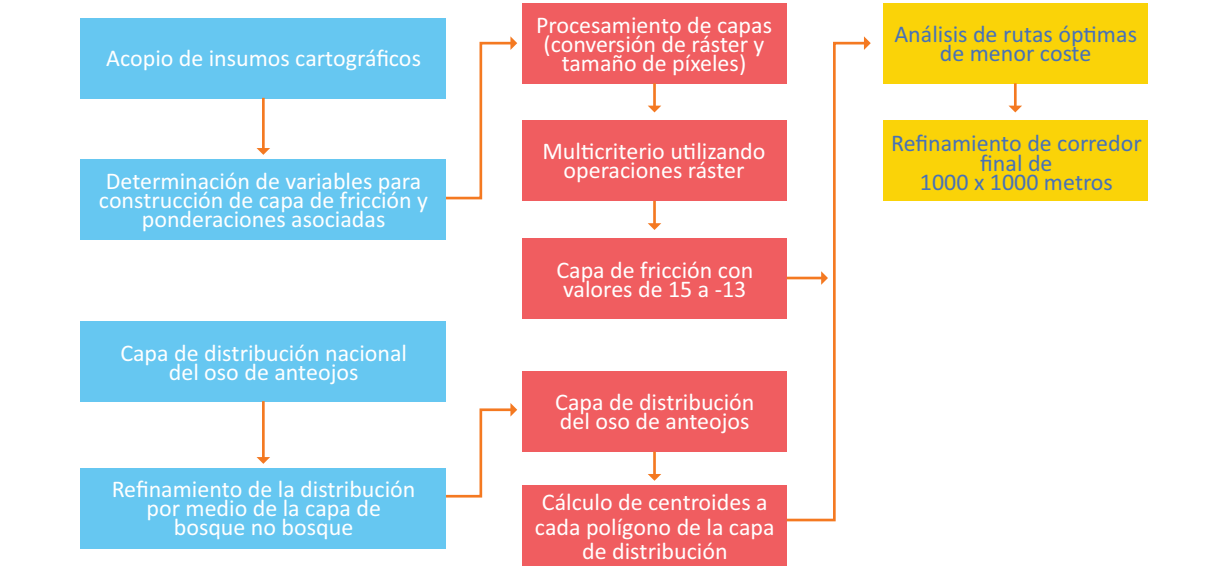 Acopio de insumos cartográficos
Determinación de variables para
construcción de capa de fricción y
ponderaciones asociadas
Capa de distribución nacional
del oso de anteojos
Refinamiento de la distribución
por medio de la capa de
bosque no bosque
Procesamiento de capas
(conversión de ráster y
tamaño de píxeles)
Multicriterio utilizando
operaciones ráster
Capa de fricción con
valores de 15 a -13
Capa de distribución
del oso de anteojos
Cálculo de centroides a
cada polígono de la capa
de distribución
Análisis de rutas óptimas
de menor coste
Refinamiento de corredor
final de
1000 x 1000 metros